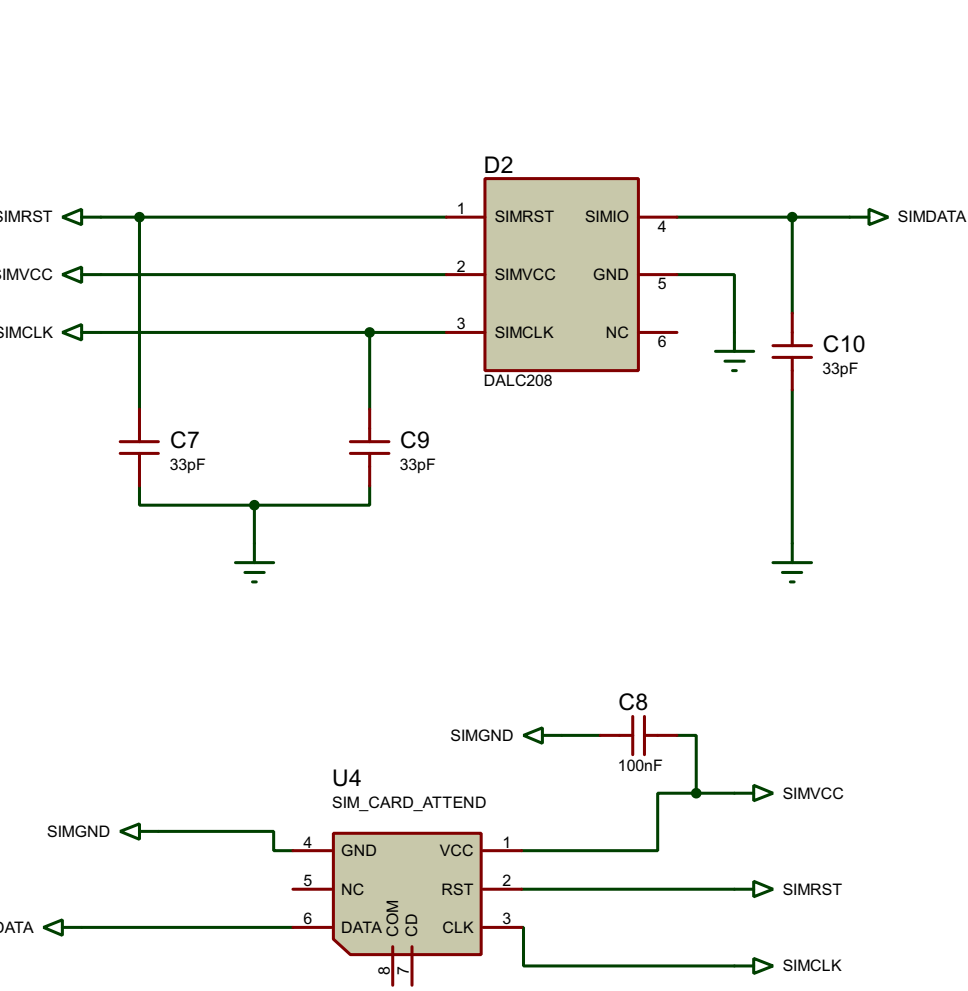 D2
SIMRST
1
SIMRST
SIMIO
4
SIMDATA
SIMVCC
2
SIMVCC
GND
5
SIMCLK
3
SIMCLK
NC
6
DALC208
C10
33pF
C7
33pF
C9
33pF
C8
SIMGND
100nF
U4
SIM_CARD_ATTEND
SIMVCC
SIMGND
4
GND
VCC
1
5
NC
RST
2
SIMRST
6
DATA
COM
CD
CLK
3
DATA
8
7
SIMCLK